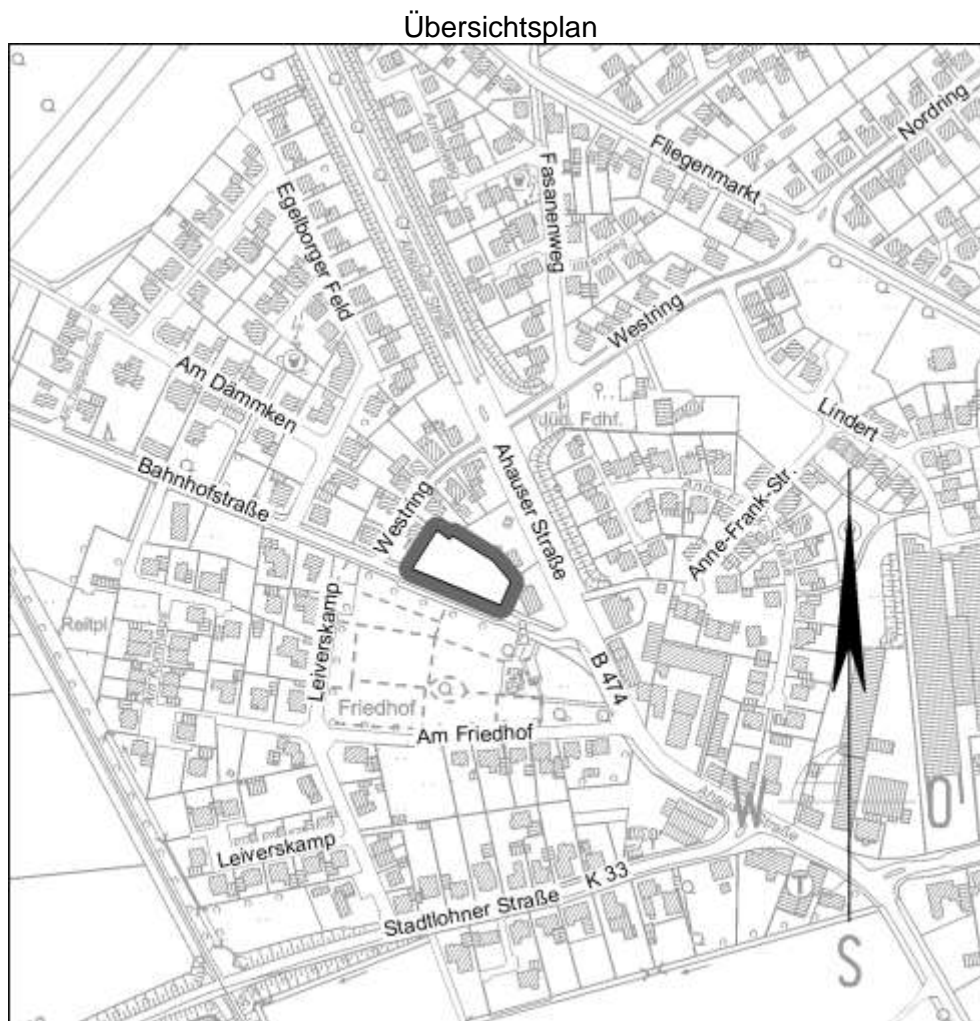 Übersichtsplan
Nordring
Fliegenmarkt
Fasanenweg
Egelborger Feld
Westring
Am Dämmken
Jüd. Fdhf.
Lindert
Bahnhofstraße
Westring
Ahauser Straße
Anne-Frank-Str.
Reitpl
Leiverskamp
B 474
Friedhof
Am Friedhof
W
O
Leiverskamp
K 33
Stadtlohner Straße
S